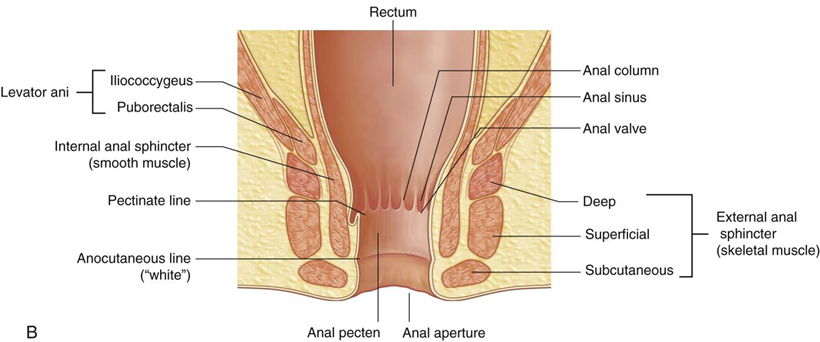 Rectum
Levator ani
Iliococcygeus
Puborectalis
Internal anal sphincter
(smooth muscle)
Pectinate line
Anocutaneous line
("white")
Anal column
Anal sinus
Anal valve
Deep
Superficial
Subcutaneous
External anal
sphincter
(skeletal muscle)
Anal pecten
Anal aperture
B